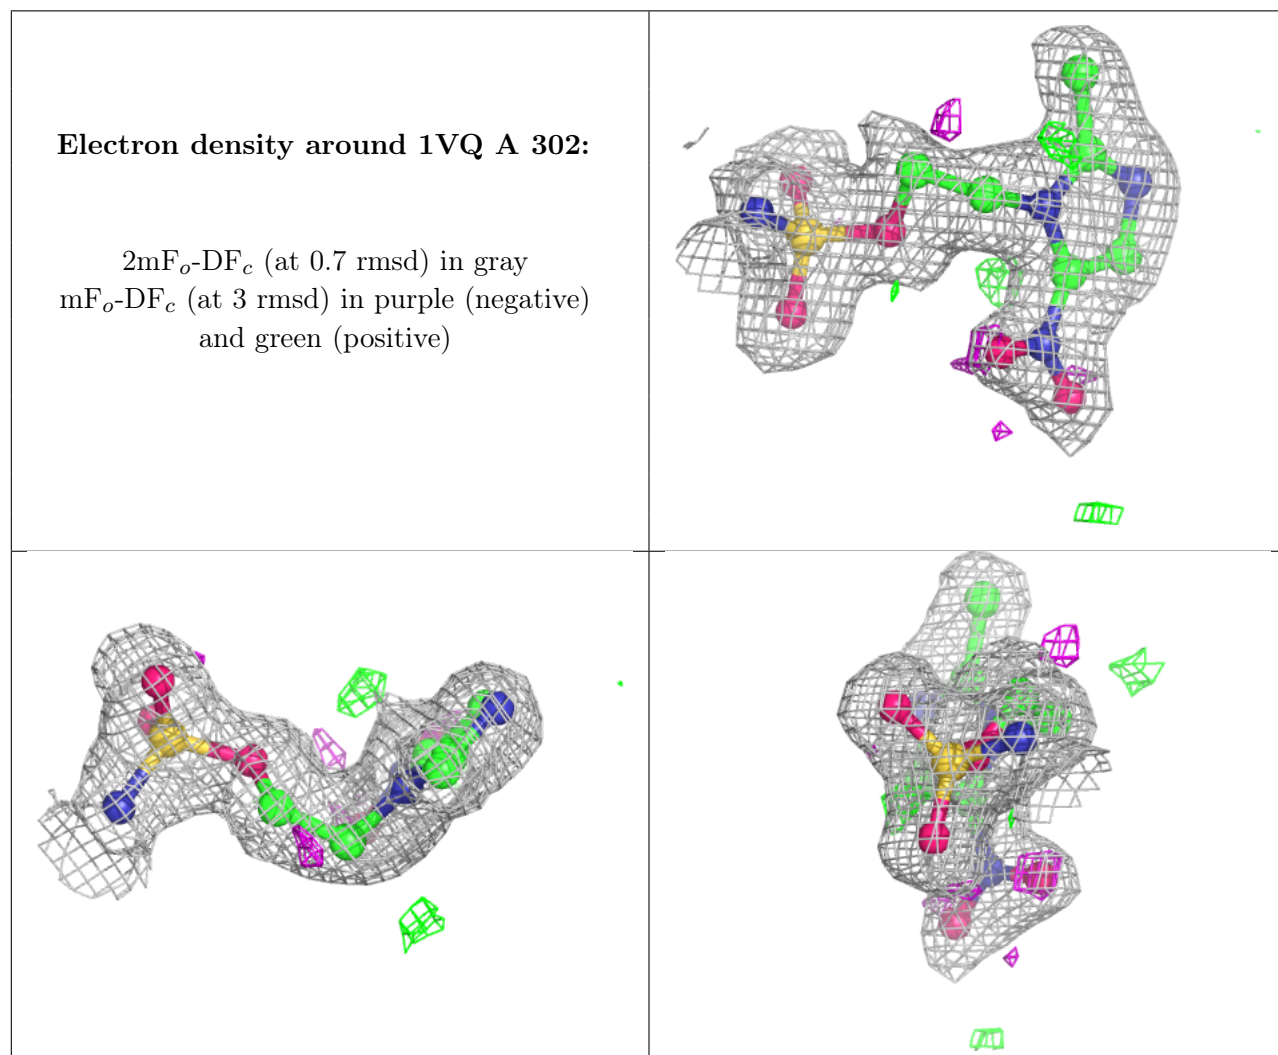 Electron density around 1VQ A 302:
2mFo-DFc (at 0.7 rmsd) in gray
mFo-DFc (at 3 rmsd) in purple (negative)
and green (positive)